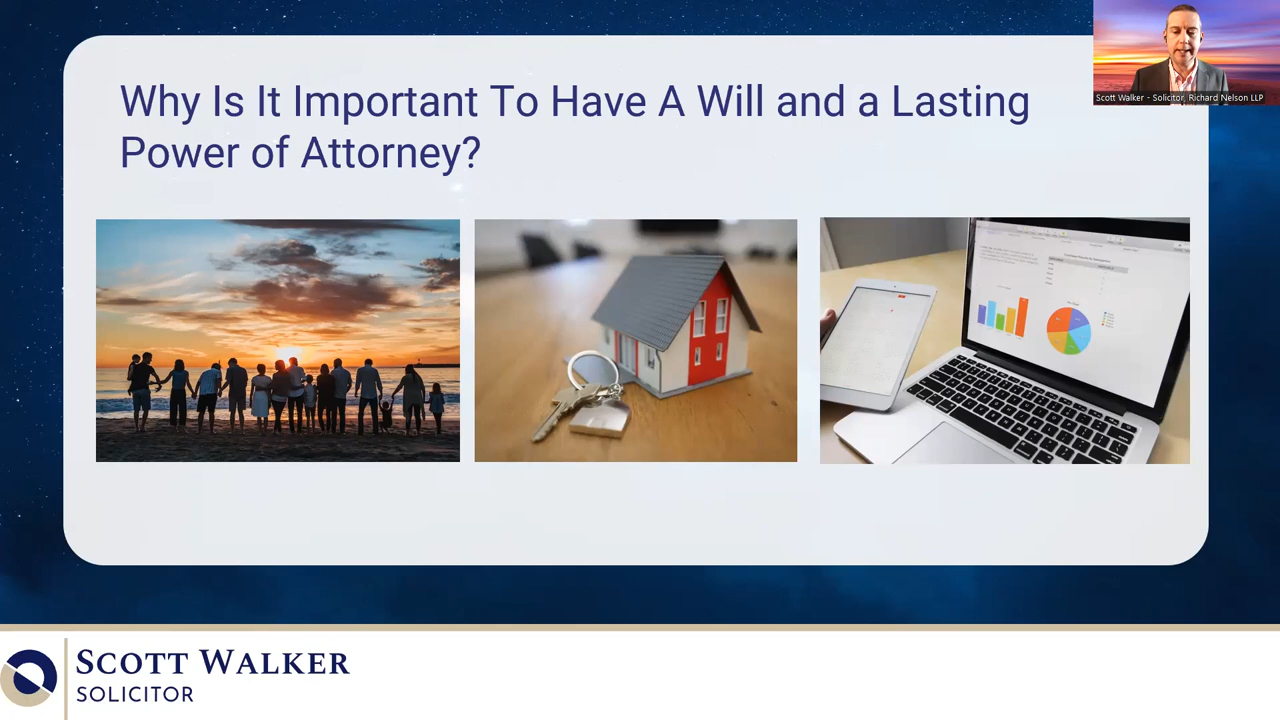 Why Is It Important To Have A Will and a Lasting
Power of Attorney?
Scott Walker - Solicitor, Richard Nelson LLP
SCOTT WALKER
SOLICITOR